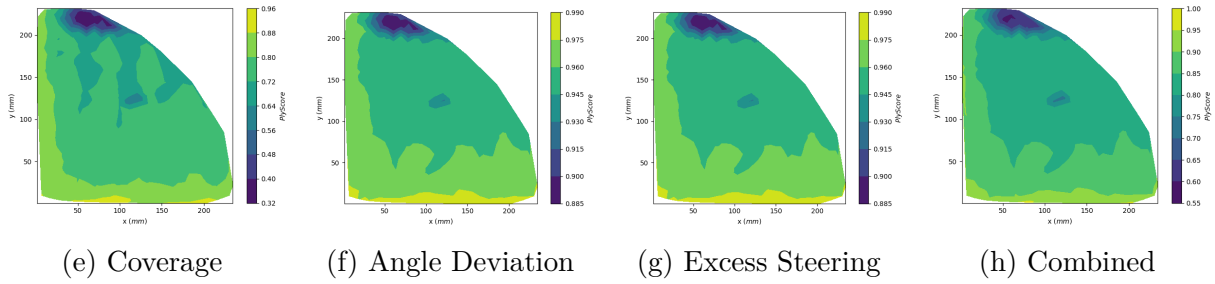 200
150
100
50
y (mm)
50 100 150 200
x (mm)
0.96
0.88
0.80
0.72
0.64
0.56
0.48
0.40
0.32
PlyScore
(e) Coverage
200
150
100
50
y (mm)
50 100 150 200
x (mm)
0.990
0.975
0.960
0.945
0.930
0.915
0.900
0.885
PlyScore
(f) Angle Deviation
200
150
100
50
y (mm)
50 100 150 200
x (mm)
0.990
0.975
0.960
0.945
0.930
0.915
0.900
0.885
PlyScore
(g) Excess Steering
200
150
100
50
y (mm)
50 100 150 200
x (mm)
1.00
0.95
0.90
0.85
0.80
0.75
0.70
0.65
0.60
0.55
PlyScore
(h) Combined